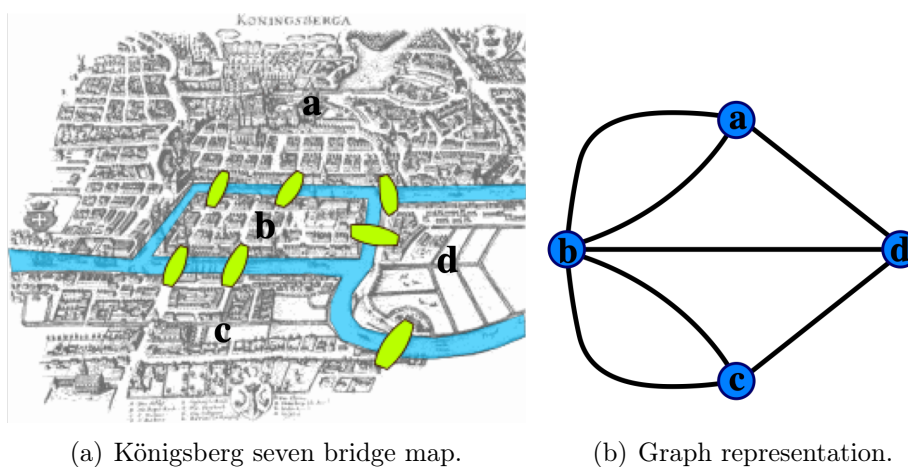 KONINGSBERGA
a
b
d
c
a
b
d
c
(a) Königsberg seven bridge map.
(b) Graph representation.